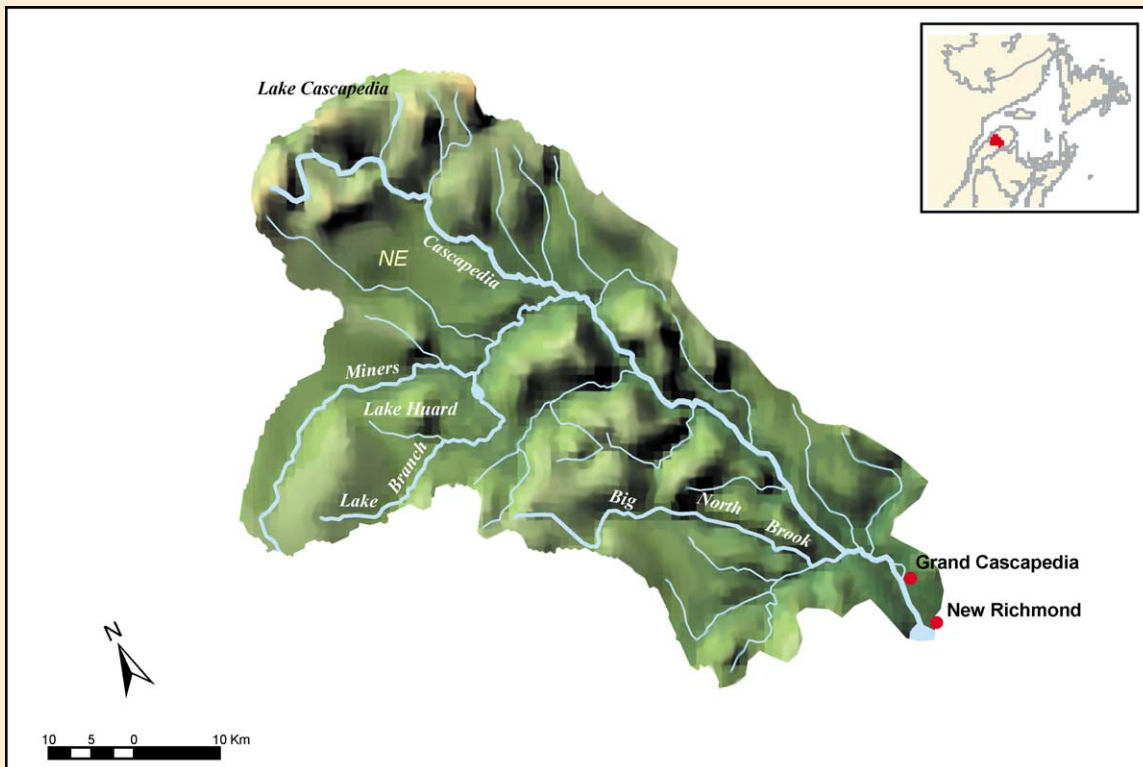 Lake Cascapedia
Cascapedia
NE
Miners
Lake Huard
Lake Branch
Big North Brook
Grand Cascapedia
New Richmond
N
10 5 0 10 Km